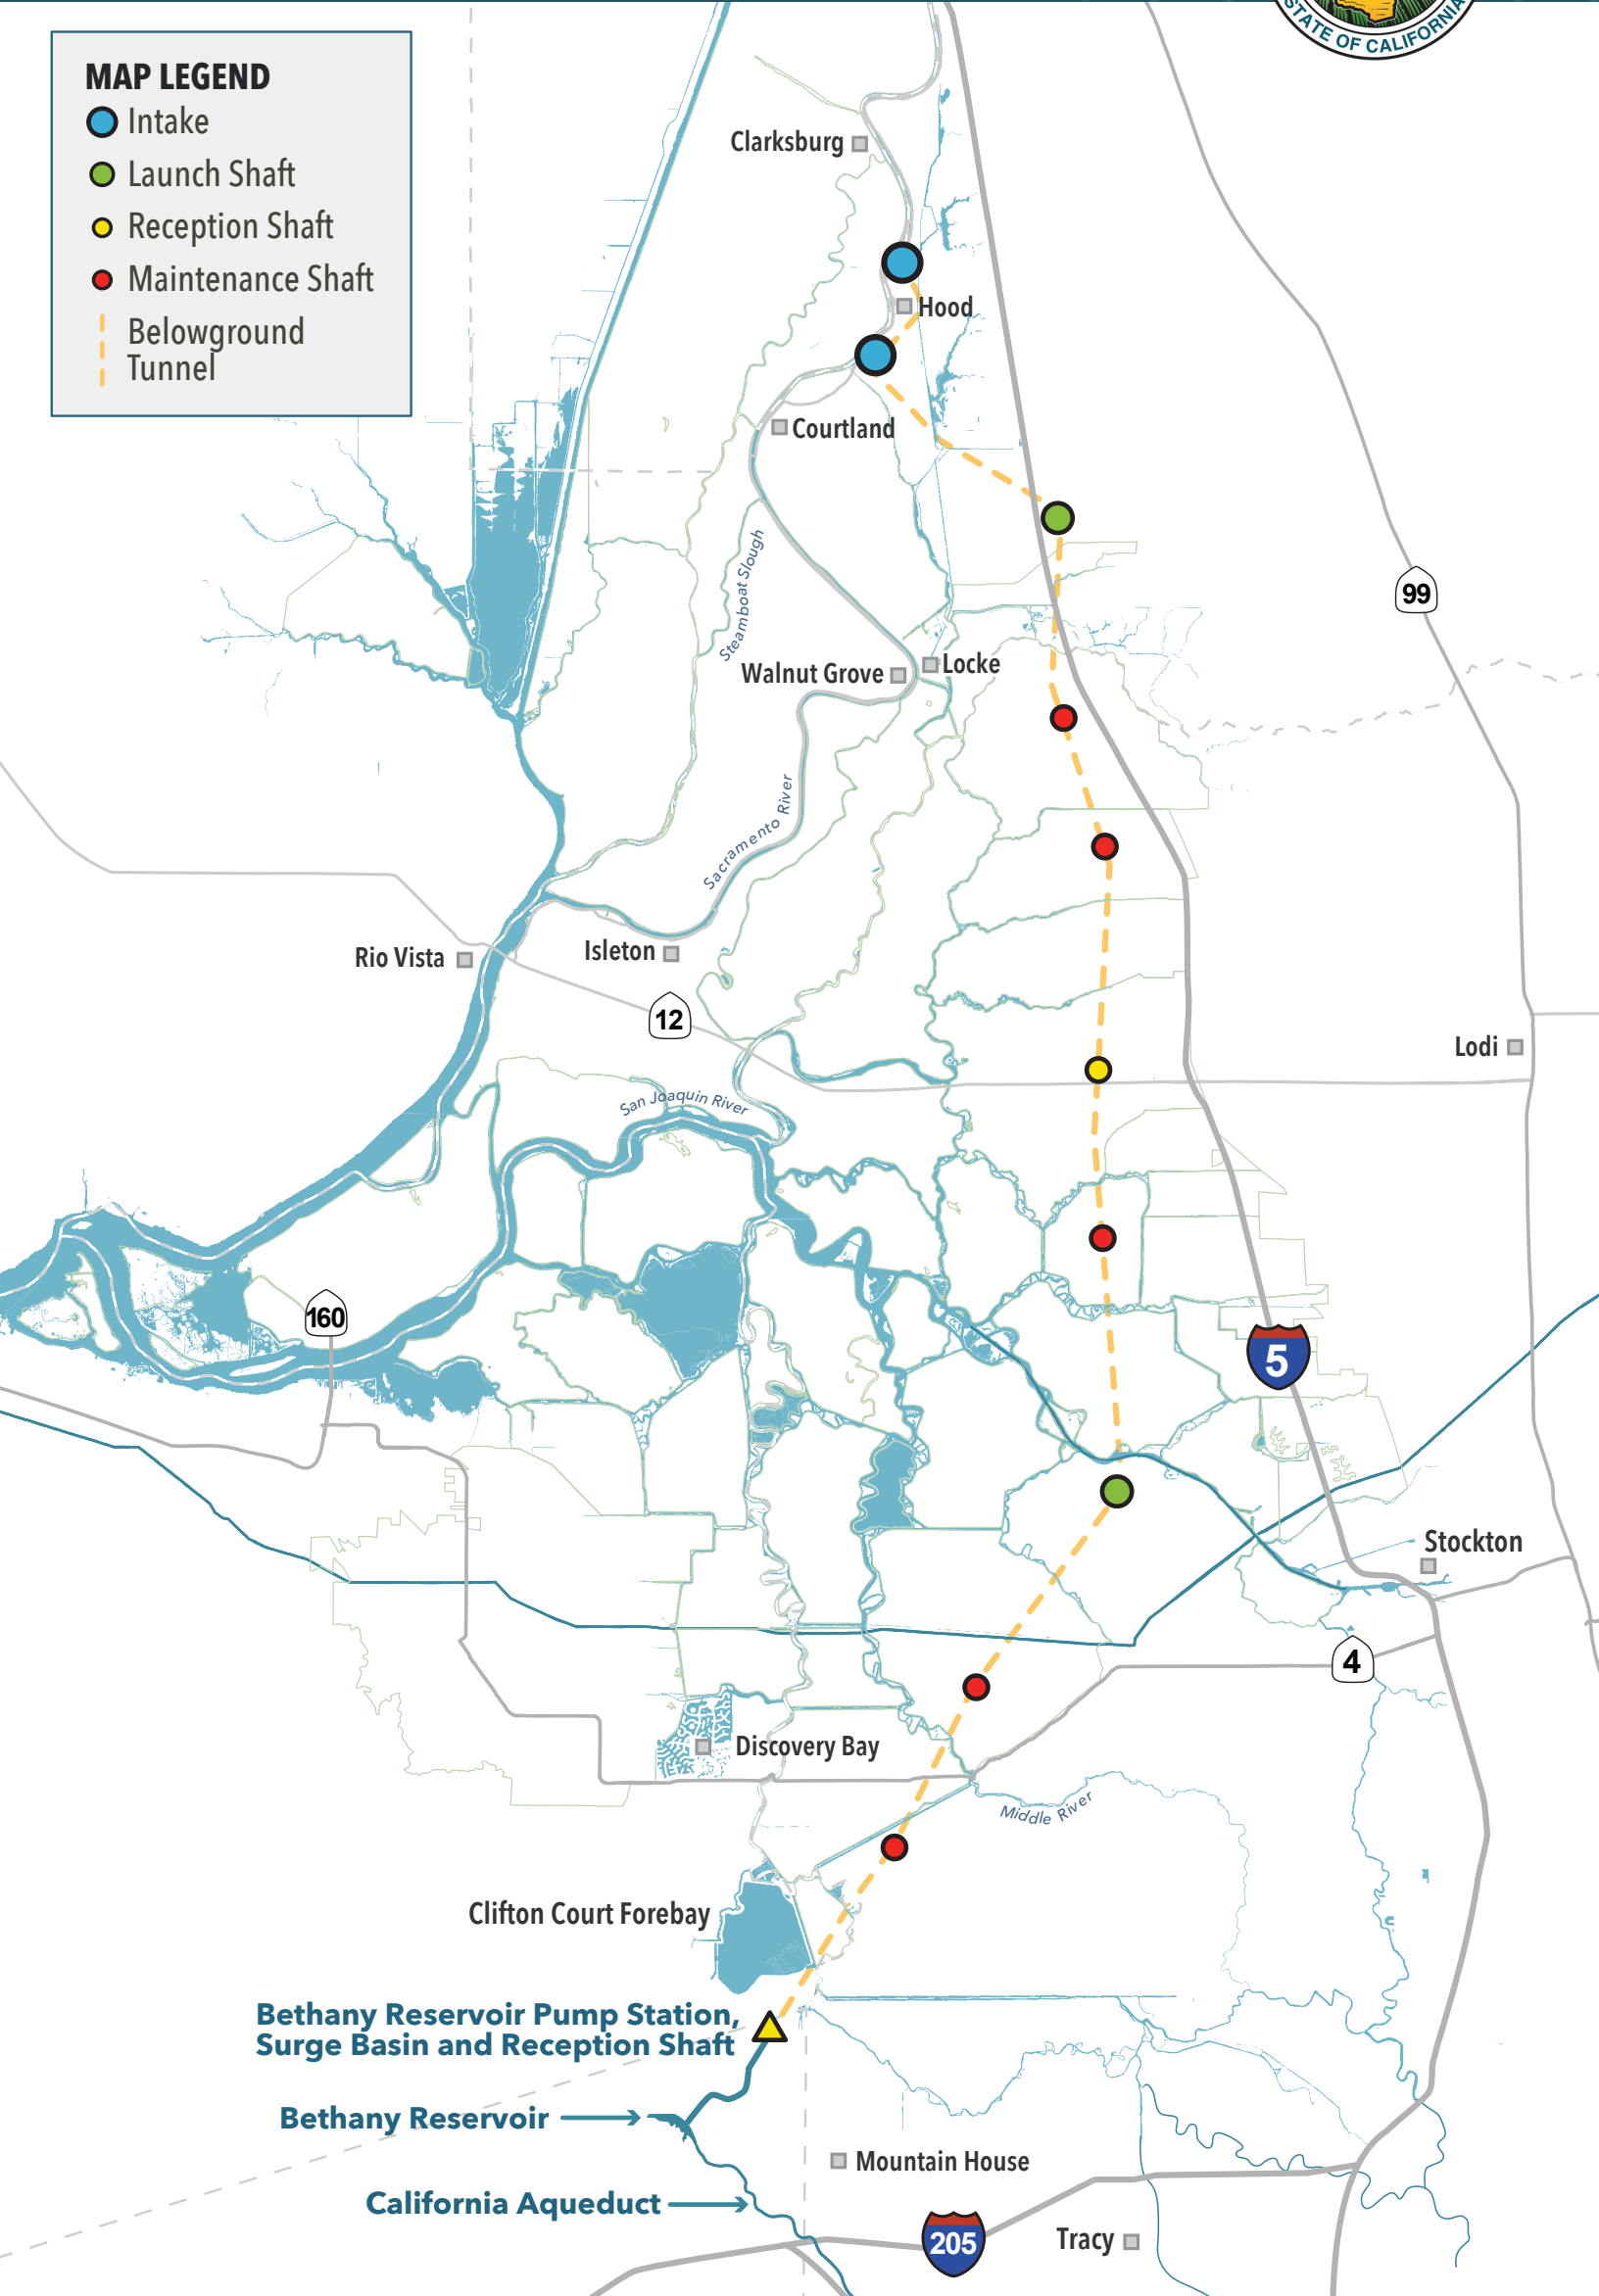 STATE OF CALIFORNIA
MAP LEGEND
Intake
Launch Shaft
Reception Shaft
Maintenance Shaft
Belowground
Tunnel
Clarksburg
Hood
Courtland
Steamboat Slough
99
Locke
Walnut Grove
Sacramento River
Rio Vista
Isleton
12
Lodi
San Joaquin River
160
5
Stockton
4
Discovery Bay
Middle River
Clifton Court Forebay
Bethany Reservoir Pump Station,
Surge Basin and Reception Shaft
Bethany Reservoir
Mountain House
California Aqueduct
205
Tracy